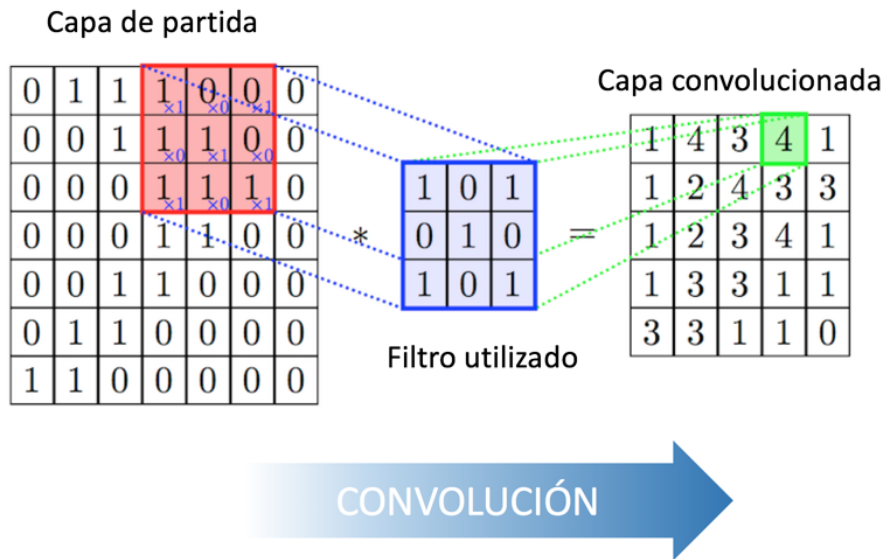 Capa de partida
Capa convolucionada
0 1 1 1×1 0×0 0×1 0
0 0 1 1×0 1×1 0×0 0
0 0 0 1×1 1×0 1×1 0
0 0 0 1 1 0 0
0 0 1 1 0 0 0
0 1 1 0 0 0 0
1 1 0 0 0 0 0
*
1 0 1
0 1 0
1 0 1
Filtro utilizado
=
1 4 3 4 1
1 2 4 3 3
1 2 3 4 1
1 3 3 1 1
3 3 1 1 0
CONVOLUCIÓN